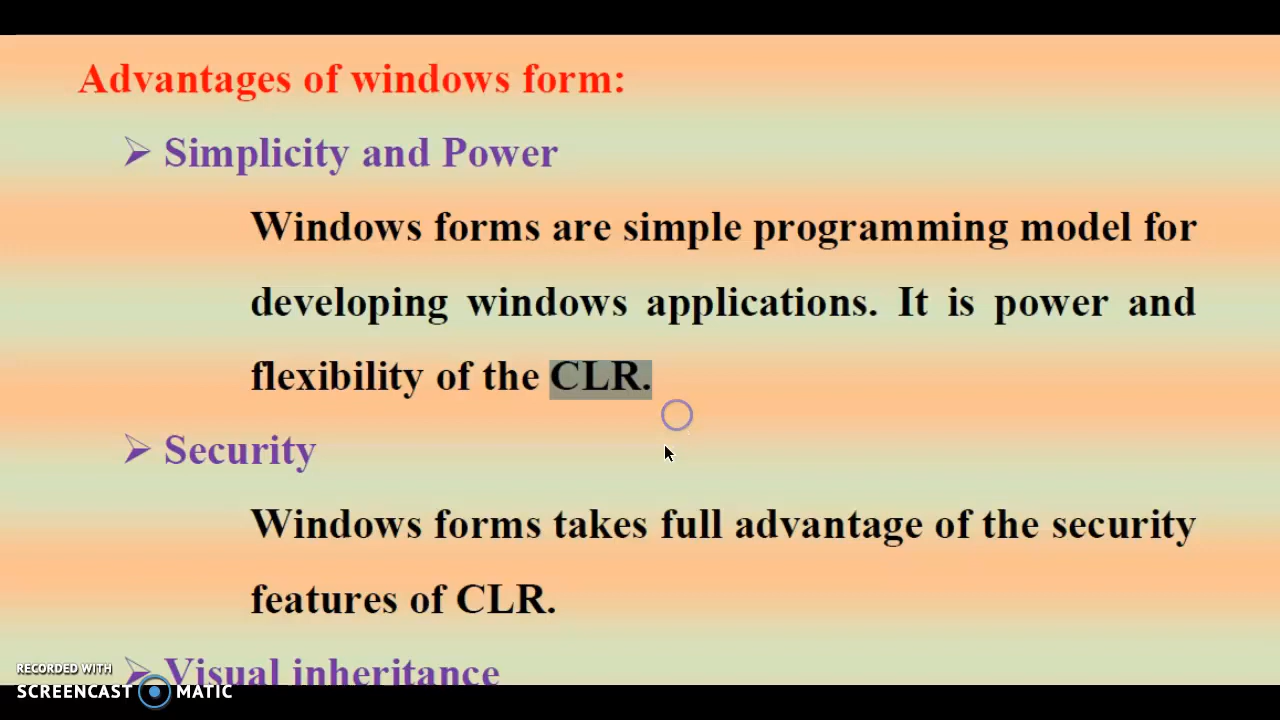 Advantages of windows form:
Simplicity and Power
Windows forms are simple programming model for
developing windows applications. It is power and
flexibility of the CLR.
Security
Windows forms takes full advantage of the security
features of CLR.
Visual inheritance
RECORDED WITH
SCREENCAST MATIC